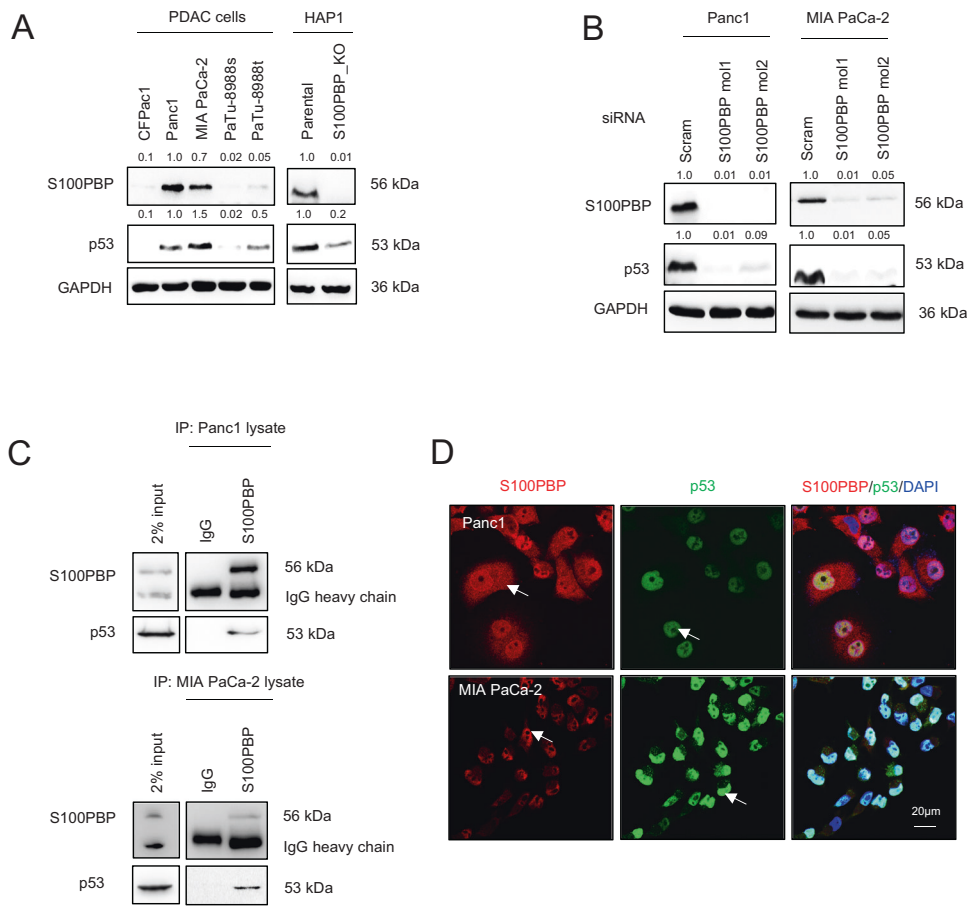 A
PDAC cells
HAP1
CFPac1
Panc1
MIA PaCa-2
PaTu-8988s
PaTu-8988t
Parental
S100PBP_KO
0.1 1.0 0.7 0.02 0.05 1.0 0.01
S100PBP
56 kDa
0.1 1.0 1.5 0.02 0.5 1.0 0.2
p53
53 kDa
GAPDH
36 kDa
B
Panc1
MIA PaCa-2
siRNA
Scram
S100PBP mol1
S100PBP mol2
Scram
S100PBP mol1
S100PBP mol2
1.0 0.01 0.01 1.0 0.01 0.05
S100PBP
56 kDa
1.0 0.01 0.09 1.0 0.01 0.05
p53
53 kDa
GAPDH
36 kDa
C
IP: Panc1 lysate
2% input
IgG
S100PBP
S100PBP
56 kDa
IgG heavy chain
p53
53 kDa
IP: MIA PaCa-2 lysate
2% input
IgG
S100PBP
S100PBP
56 kDa
IgG heavy chain
p53
53 kDa
D
S100PBP
p53
S100PBP/p53/DAPI
Panc1
MIA PaCa-2
20µm